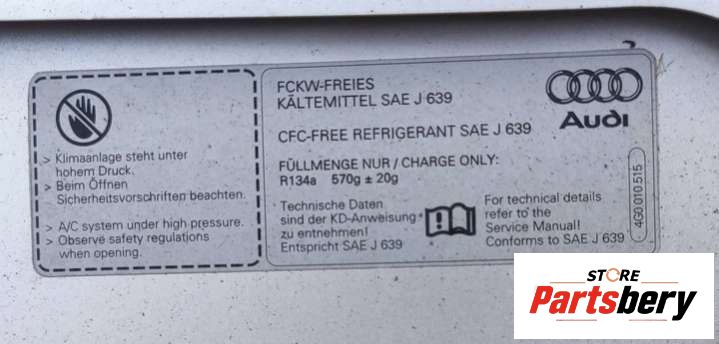 > Klimaanlage steht unter
hohem Druck.
> Beim Öffnen
Sicherheitsvorschriften beachten.
> A/C system under high pressure.
> Observe safety regulations
when opening.
FCKW-FREIES
KÄLTEMITTEL SAE J 639
CFC-FREE REFRIGERANT SAE J 639
FÜLLMENGE NUR / CHARGE ONLY:
R134a 570g ± 20g
Technische Daten
sind der KD-Anweisung
zu entnehmen!
Entspricht SAE J 639
For technical details
refer to the
Service Manual!
Conforms to SAE J 639
Audi
4G0 010 515
STORE
Partsbery